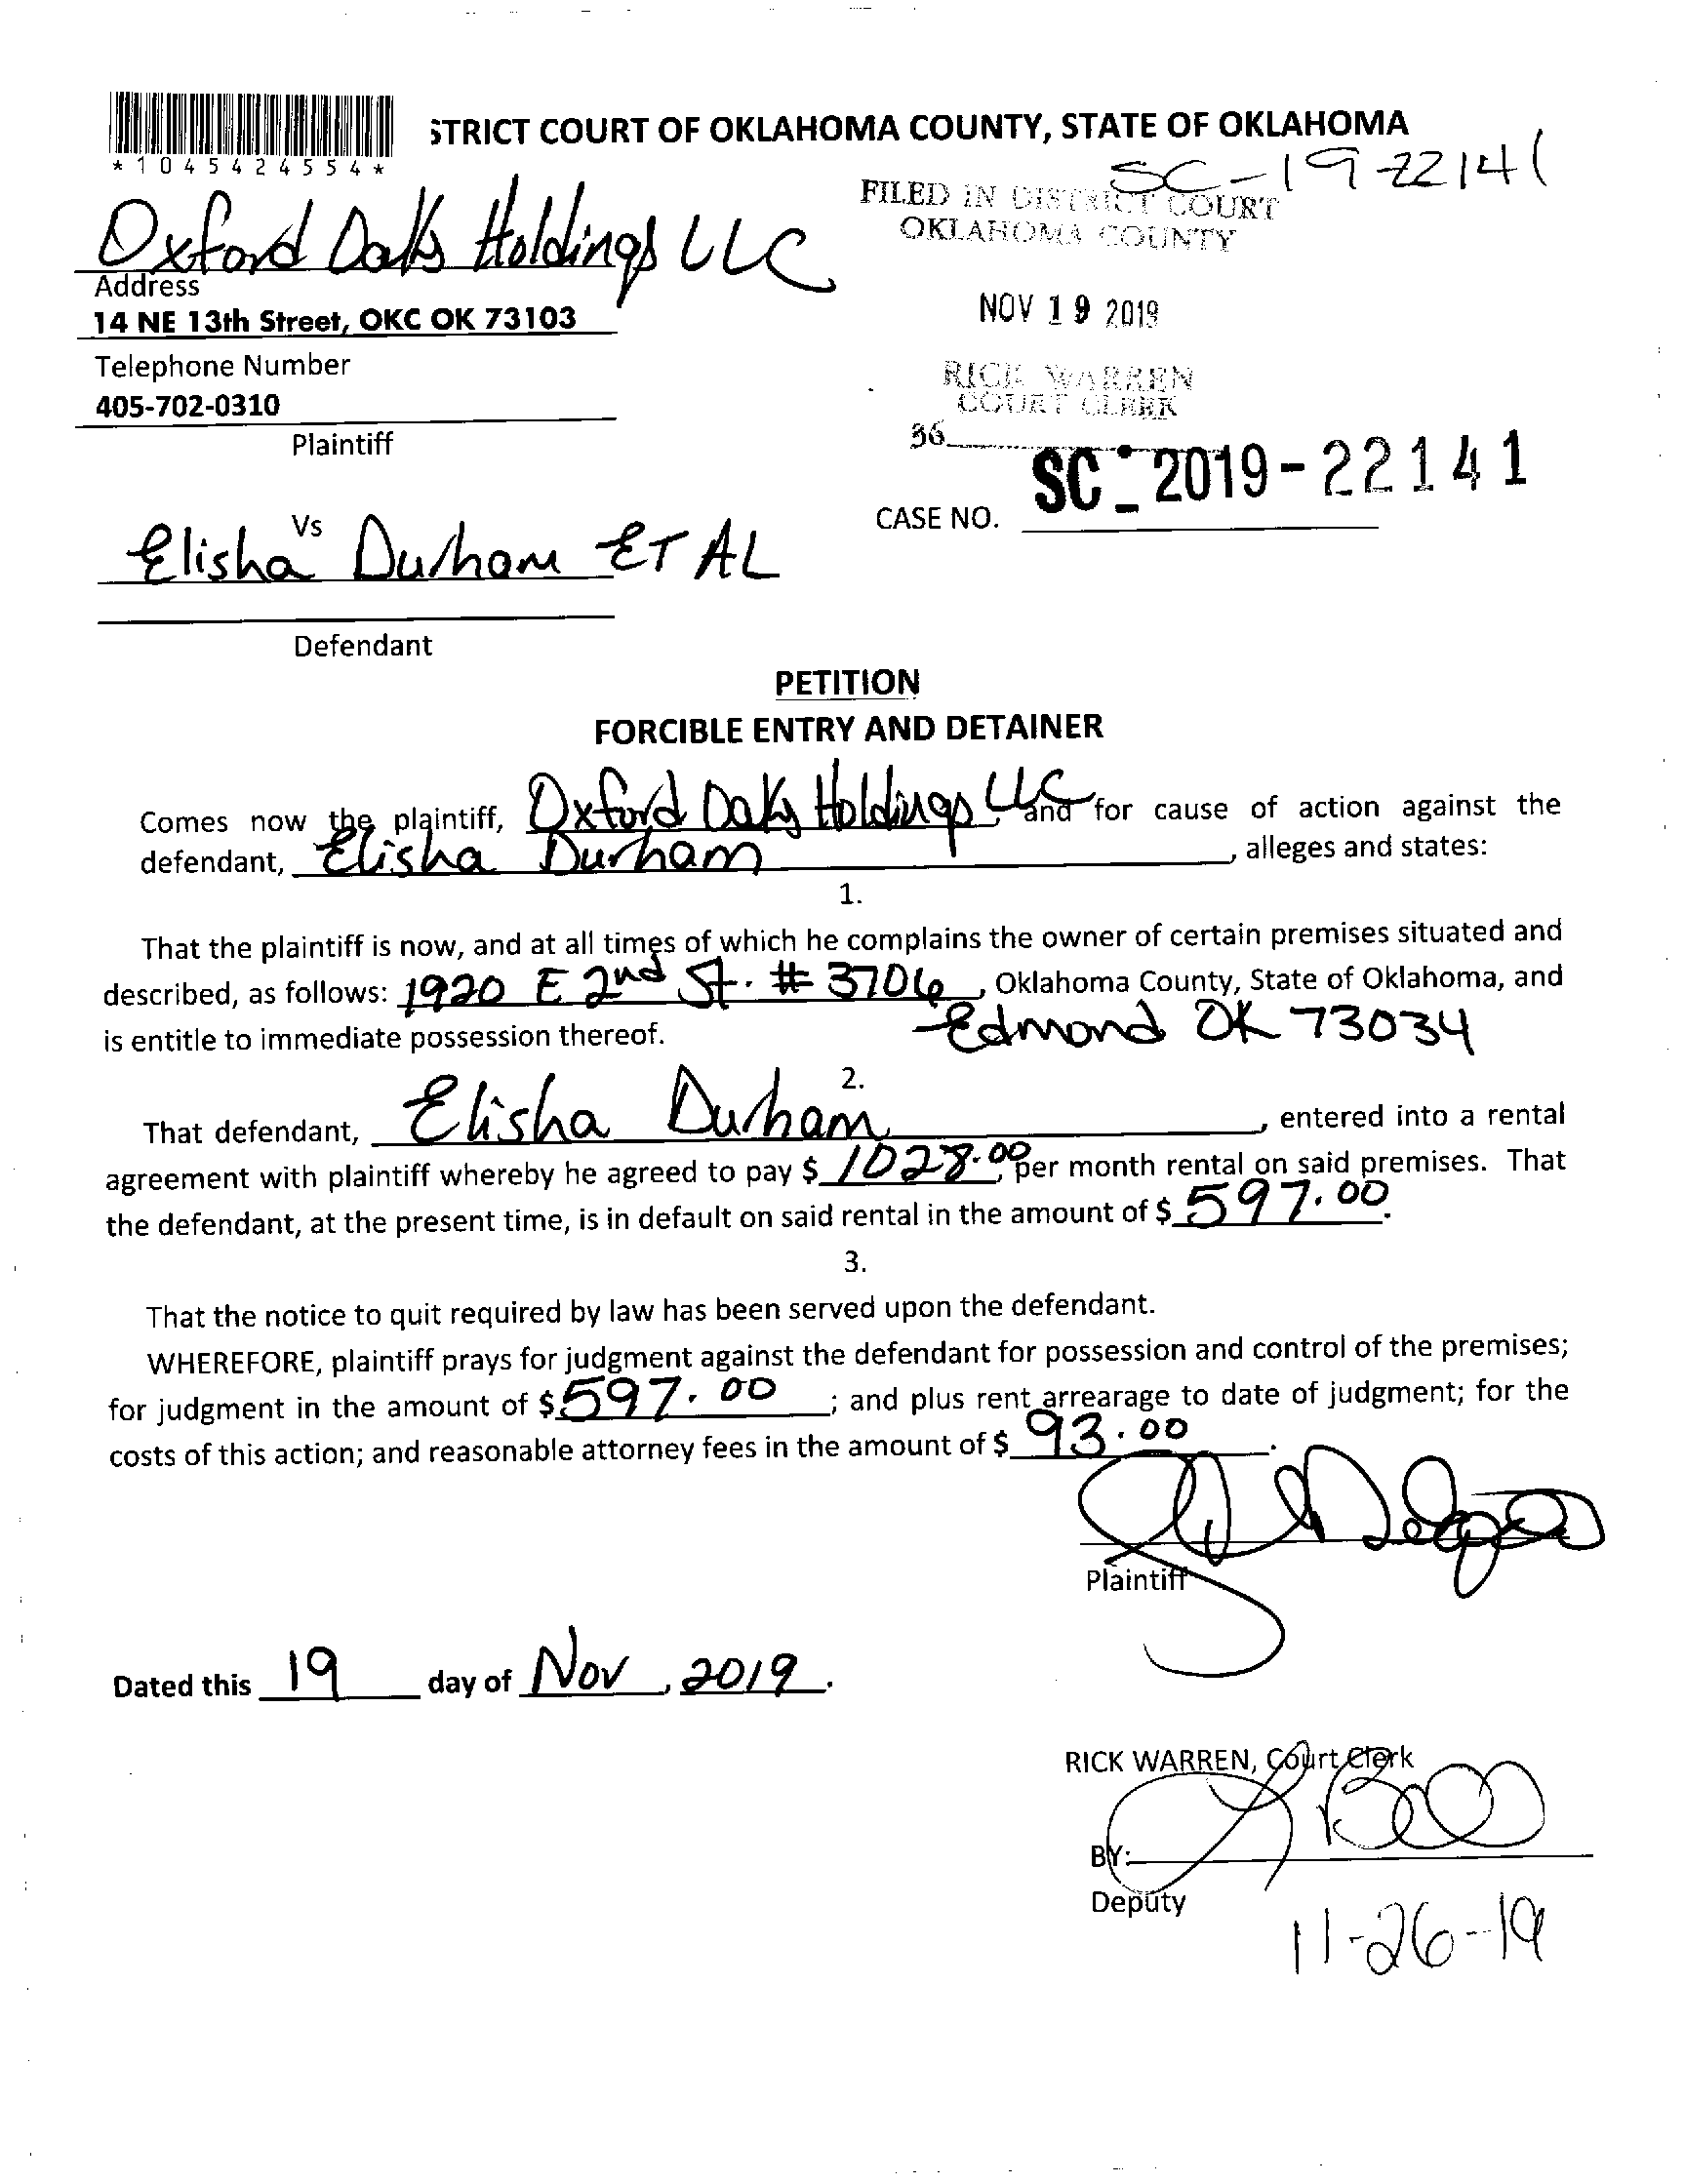 STRICT COURT OF OKLAHOMA COUNTY, STATE OF OKLAHOMA
*1045424554*
SC-19-22141
Oxford Oaks Holdings LLC
FILED IN DISTRICT COURT
OKLAHOMA COUNTY
Address
14 NE 13th Street, OKC OK 73103
NOV 19 2019
Telephone Number
405-702-0310
RICK WARREN
COURT CLERK
Plaintiff
36
SC-2019-22141
CASE NO.
Vs
Elisha Durham ET AL
Defendant
PETITION
FORCIBLE ENTRY AND DETAINER
Comes now the plaintiff, Oxford Oaks Holdings LLC, and for cause of action against the
defendant, Elisha Durham, alleges and states:
1.
That the plaintiff is now, and at all times of which he complains the owner of certain premises situated and
described, as follows: 1920 E 2nd St. # 3706, Oklahoma County, State of Oklahoma, and
is entitle to immediate possession thereof. Edmond OK 73034
2.
That defendant, Elisha Durham, entered into a rental
agreement with plaintiff whereby he agreed to pay $ 1028.00, per month rental on said premises. That
the defendant, at the present time, is in default on said rental in the amount of $ 597.00.
3.
That the notice to quit required by law has been served upon the defendant.
WHEREFORE, plaintiff prays for judgment against the defendant for possession and control of the premises;
for judgment in the amount of $ 597.00; and plus rent arrearage to date of judgment; for the
costs of this action; and reasonable attorney fees in the amount of $ 93.00.
Plaintiff
Dated this 19 day of Nov, 2019.
RICK WARREN, Court Clerk
BY:
Deputy
11-26-19